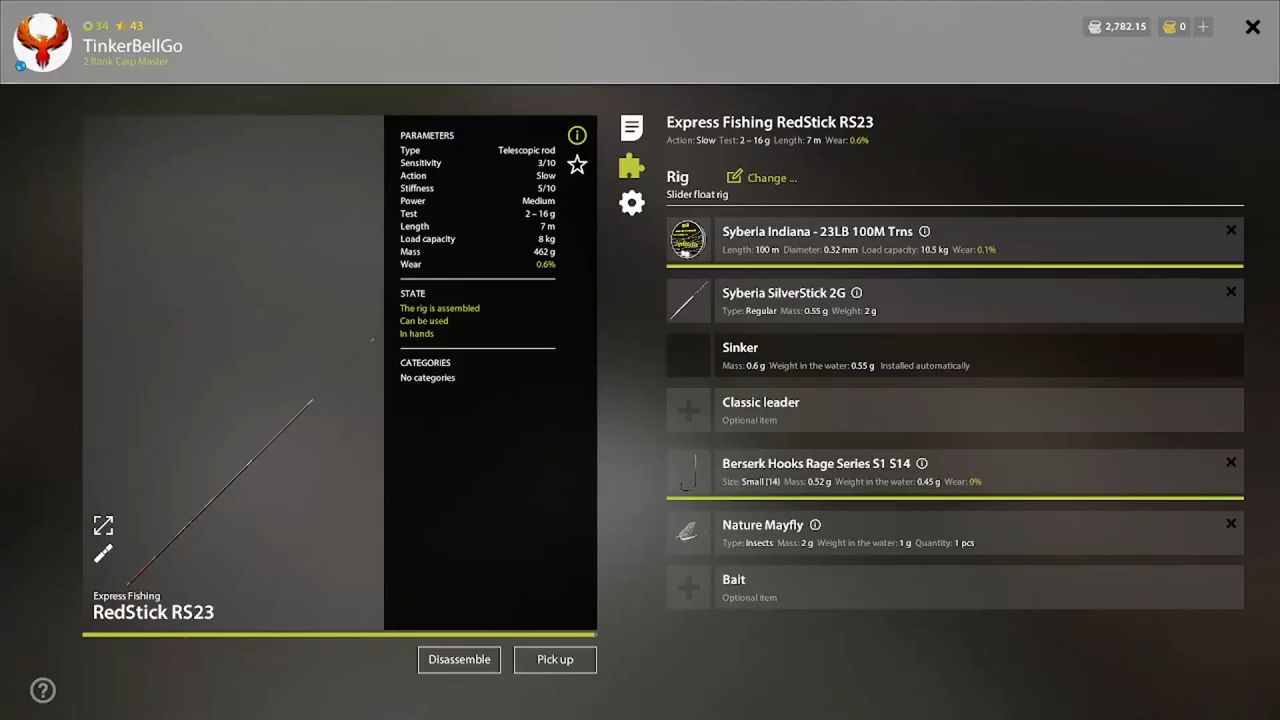 34 43
TinkerBellGo
2 Rank Carp Master
2,782.15
0
PARAMETERS
Type Telescopic rod
Sensitivity 3/10
Action Slow
Stiffness 5/10
Power Medium
Test 2 – 16 g
Length 7 m
Load capacity 8 kg
Mass 462 g
Wear 0.6%
STATE
The rig is assembled
Can be used
In hands
CATEGORIES
No categories
Express Fishing
RedStick RS23
Disassemble
Pick up
?
Express Fishing RedStick RS23
Action: Slow Test: 2 – 16 g Length: 7 m Wear: 0.6%
Rig Change ...
Slider float rig
Syberia Indiana - 23LB 100M Trns
Length: 100 m Diameter: 0.32 mm Load capacity: 10.5 kg Wear: 0.1%
Syberia SilverStick 2G
Type: Regular Mass: 0.55 g Weight: 2 g
Sinker
Mass: 0.6 g Weight in the water: 0.55 g Installed automatically
Classic leader
Optional item
Berserk Hooks Rage Series S1 S14
Size: Small (14) Mass: 0.52 g Weight in the water: 0.45 g Wear: 0%
Nature Mayfly
Type: Insects Mass: 2 g Weight in the water: 1 g Quantity: 1 pcs
Bait
Optional item